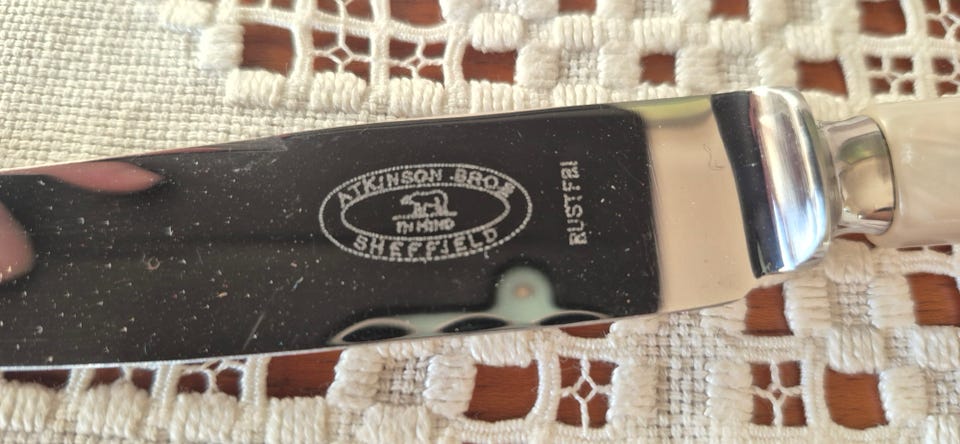 ATKINSON BROS
SHEFFIELD
RUSTFRI